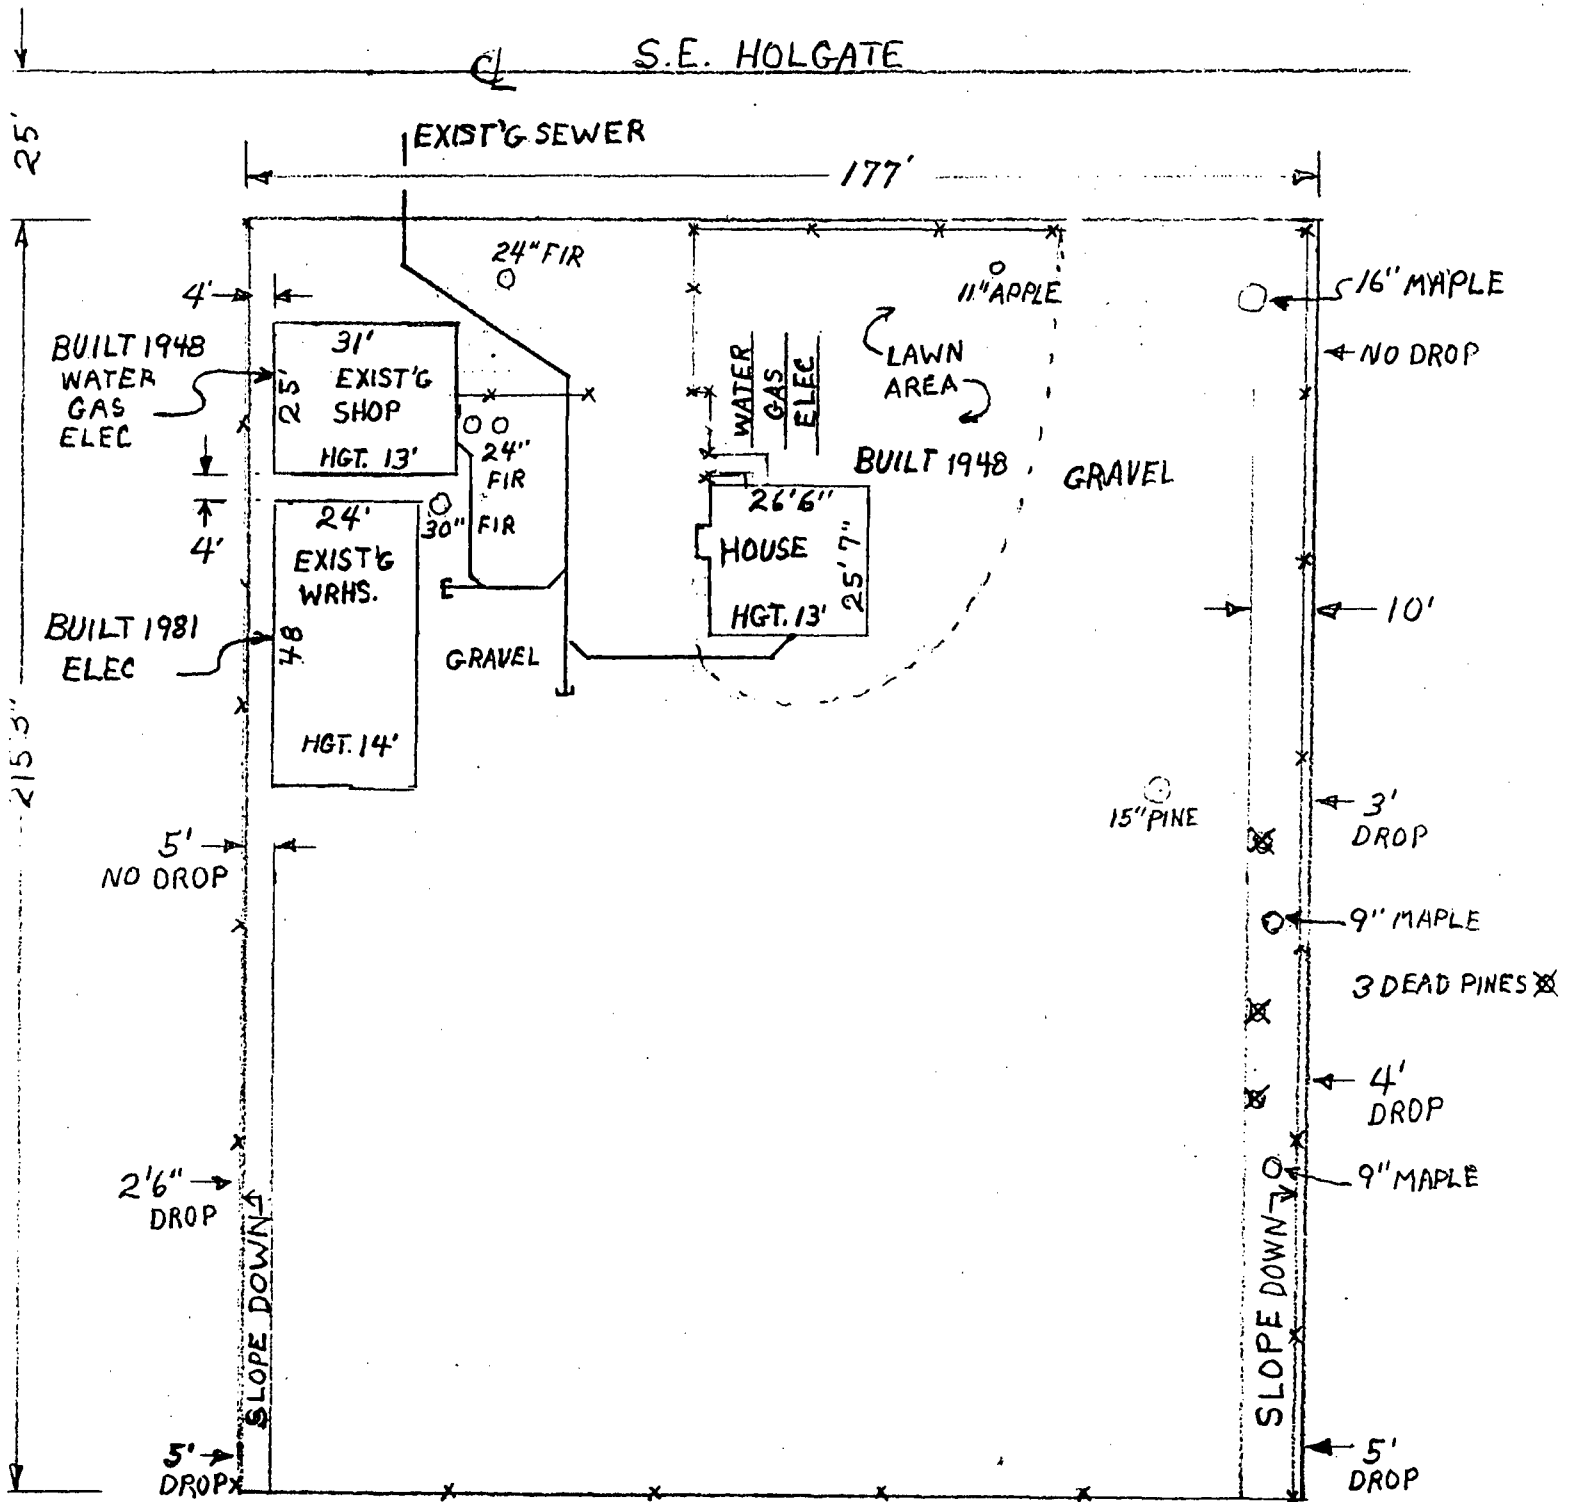 S.E. HOLGATE
℄
25'
EXIST'G SEWER
177'
24" FIR
11" APPLE
16" MAPLE
4'
NO DROP
BUILT 1948
WATER
GAS
ELEC
31'
25'
EXIST'G
SHOP
HGT. 13'
24"
FIR
WATER
GAS
ELEC
LAWN
AREA
BUILT 1948
GRAVEL
4'
24'
30" FIR
EXIST'G
WRHS.
48
HGT. 14'
26'6"
HOUSE
25'7"
HGT. 13'
10'
BUILT 1981
ELEC
GRAVEL
215'3"
15" PINE
3'
DROP
5'
NO DROP
9" MAPLE
3 DEAD PINES
4'
DROP
9" MAPLE
2'6"
DROP
SLOPE DOWN
SLOPE DOWN
5'
DROP
5'
DROP